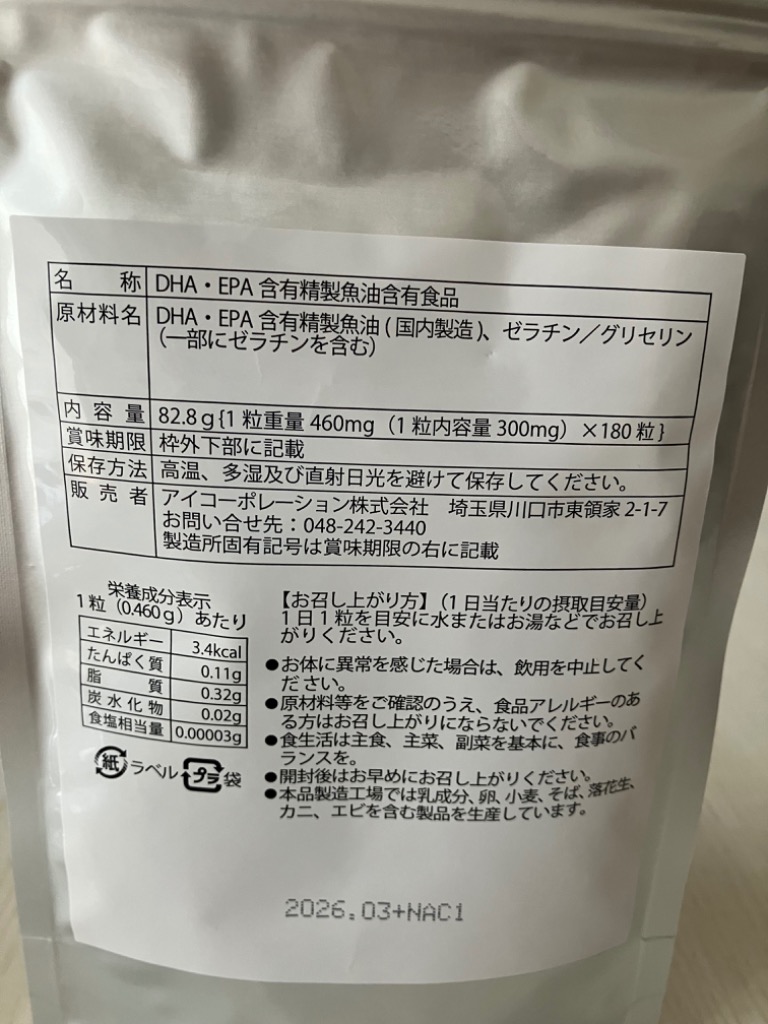 名称 DHA・EPA 含有精製魚油含有食品
原材料名 DHA・EPA 含有精製魚油(国内製造)、ゼラチン／グリセリン
（一部にゼラチンを含む）
内容量 82.8g{1粒重量 460mg（1粒内容量 300mg）×180粒}
賞味期限 枠外下部に記載
保存方法 高温、多湿及び直射日光を避けて保存してください。
販売者 アイコーポレーション株式会社 埼玉県川口市東領家 2-1-7
お問い合せ先：048-242-3440
製造所固有記号は賞味期限の右に記載
栄養成分表示
1粒（0.460g）あたり
エネルギー 3.4kcal
たんぱく質 0.11g
脂質 0.32g
炭水化物 0.02g
食塩相当量 0.00003g
紙 ラベル プラ 袋
【お召し上がり方】（1日当たりの摂取目安量）
1日1粒を目安に水またはお湯などでお召し上
がりください。
●お体に異常を感じた場合は、飲用を中止してく
ださい。
●原材料等をご確認のうえ、食品アレルギーのあ
る方はお召し上がりにならないでください。
●食生活は主食、主菜、副菜を基本に、食事のバ
ランスを。
●開封後はお早めにお召し上がりください。
●本品製造工場では乳成分、卵、小麦、そば、落花生、
カニ、エビを含む製品を生産しています。
2026.03+NAC1